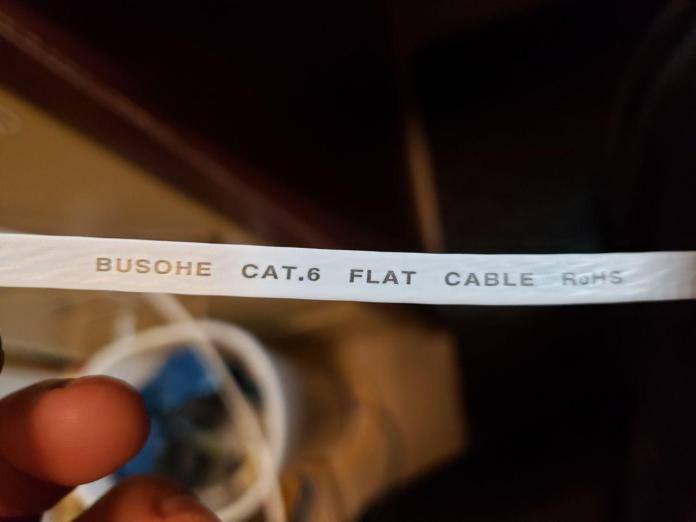 BUSOHE CAT.6 FLAT CABLE RoHS